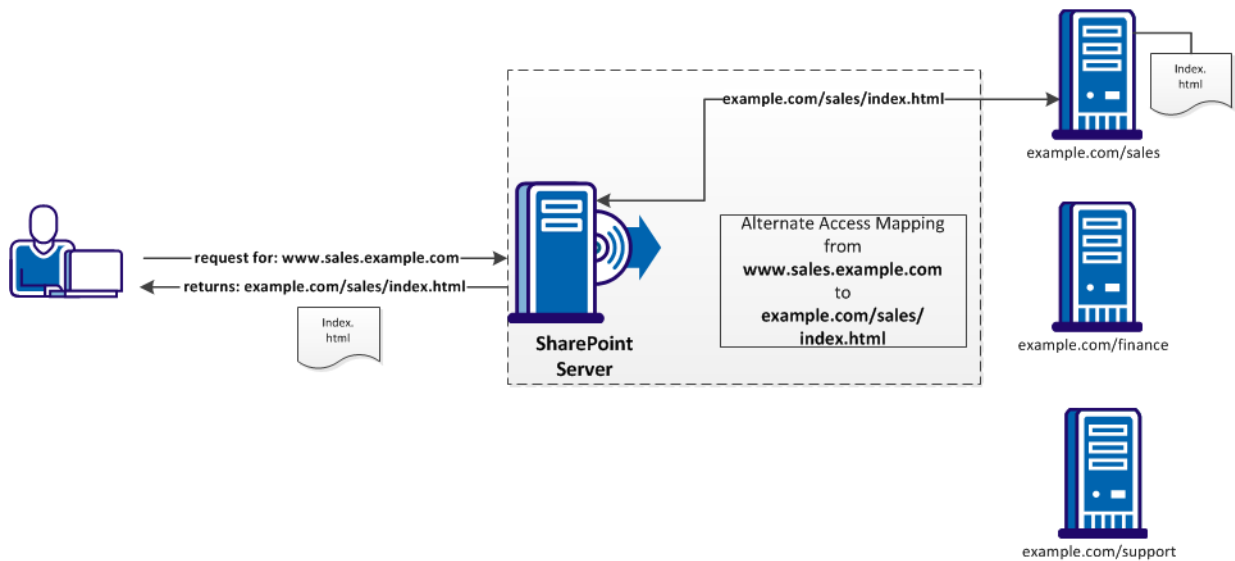 Index.
html
example.com/sales/index.html
example.com/sales
Alternate Access Mapping
from
www.sales.example.com
to
example.com/sales/
index.html
request for: www.sales.example.com
returns: example.com/sales/index.html
Index.
html
SharePoint
Server
example.com/finance
example.com/support